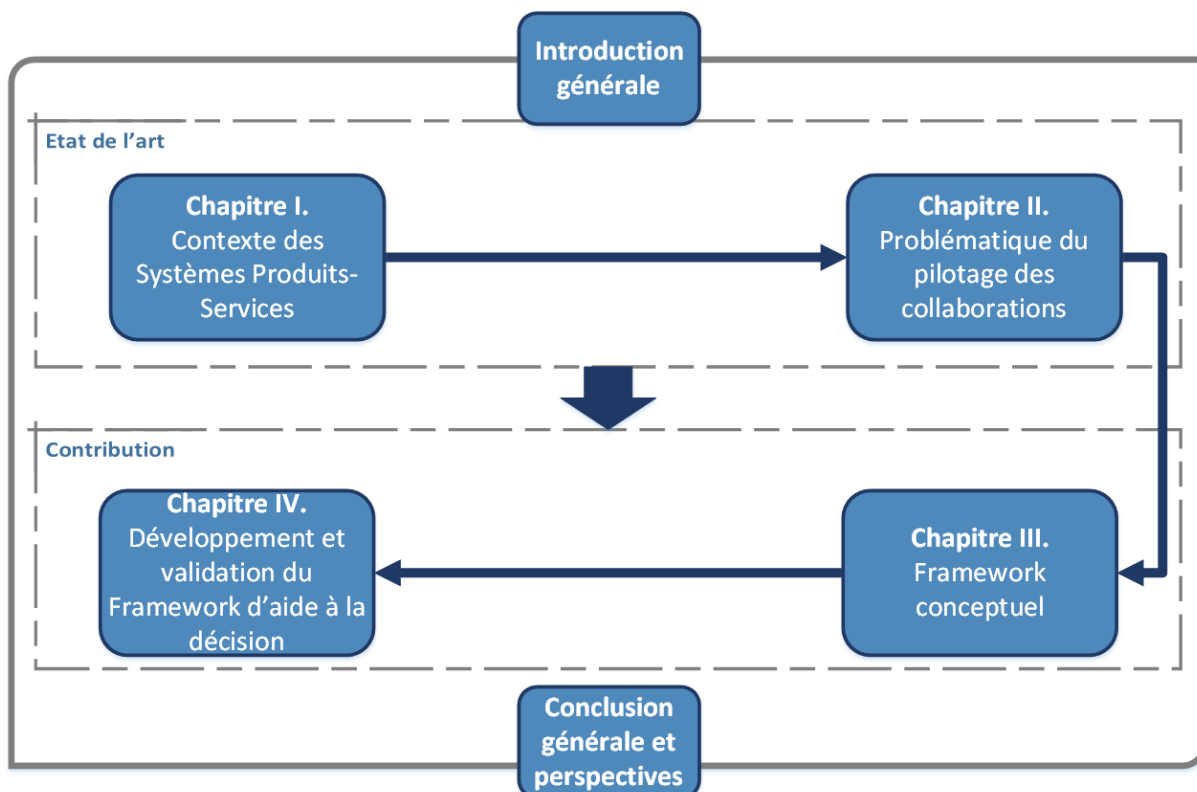 Introduction
générale
Etat de l'art
Chapitre I.
Contexte des
Systèmes Produits-
Services
Chapitre II.
Problématique du
pilotage des
collaborations
Contribution
Chapitre IV.
Développement et
validation du
Framework d'aide à la
décision
Chapitre III.
Framework
conceptuel
Conclusion
générale et
perspectives